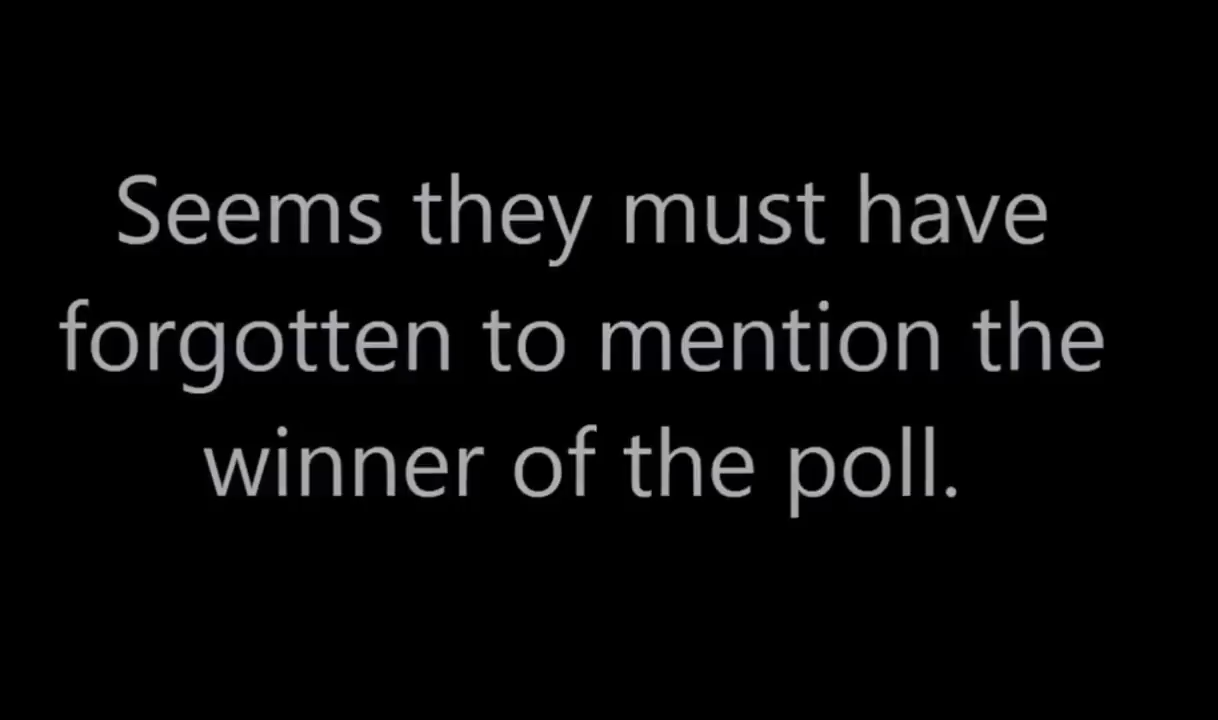 Seems they must have
forgotten to mention the
winner of the poll.